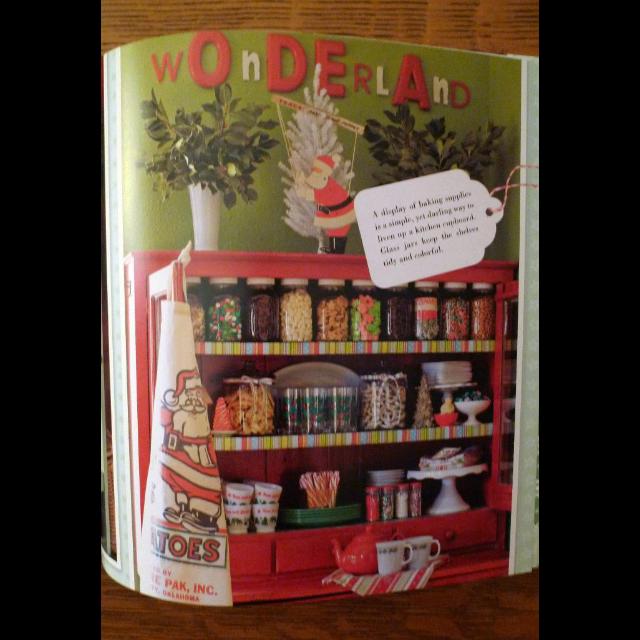 WONDERLAND
A display of baking supplies
is a simple, yet darling way to
liven up a kitchen cupboard.
Glass jars keep the shelves
tidy and colorful.
TOES
PAK, INC.
OKLAHOMA